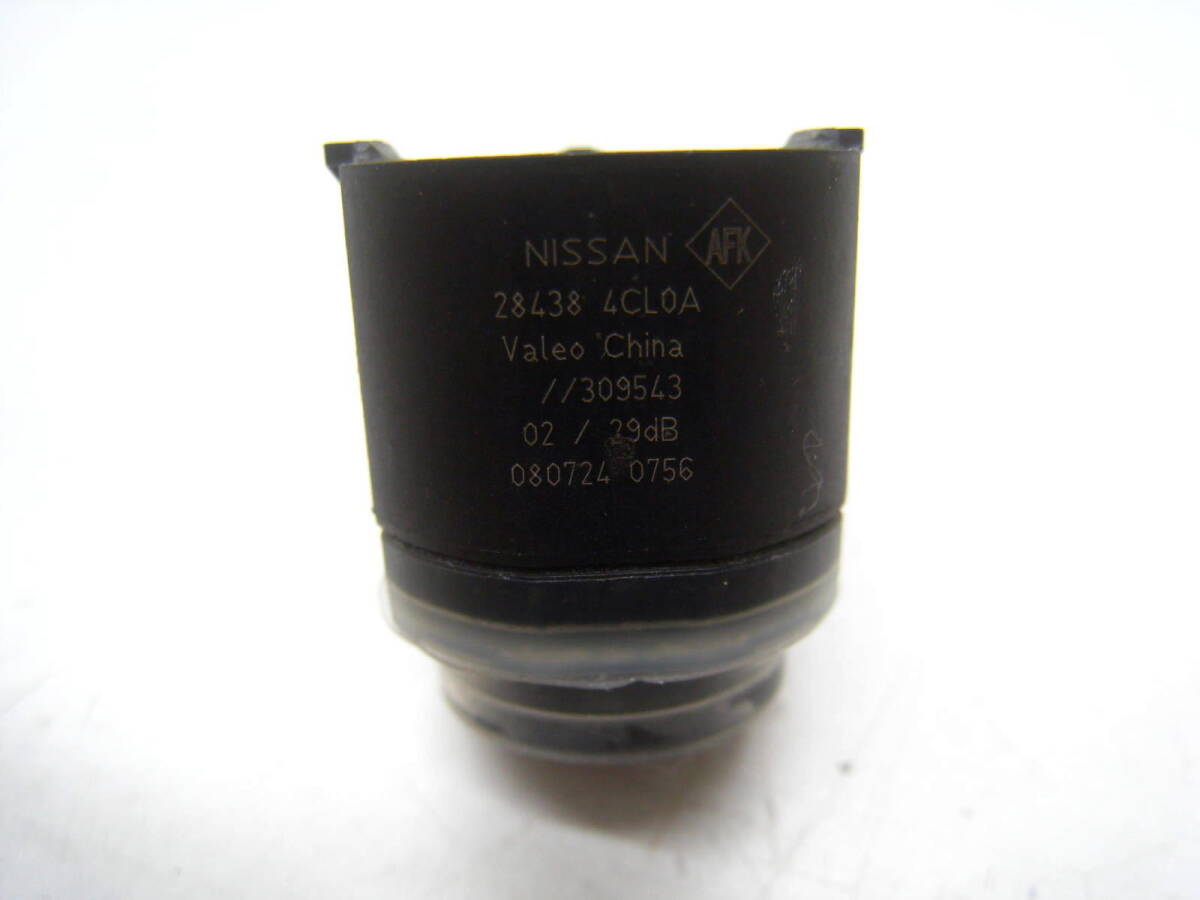 NISSAN AFK
28438 4CL0A
Valeo China
//309543
02 / 29dB
080724 0756